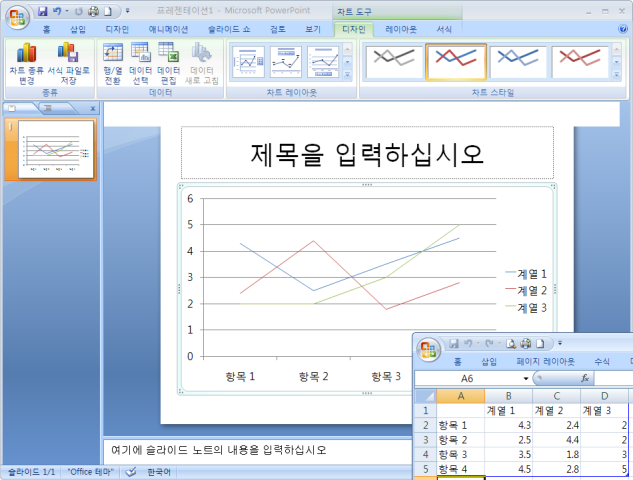 프레젠테이션1 - Microsoft PowerPoint
차트 도구
홈 삽입 디자인 애니메이션 슬라이드 쇼 검토 보기 디자인 레이아웃 서식
차트 종류 변경
서식 파일로 저장
행/열 전환
데이터 선택
데이터 편집
데이터 새로 고침
종류 데이터 차트 레이아웃 차트 스타일
1
제목을 입력하십시오
6
5
4
3
2
1
0
항목 1 항목 2 항목 3
계열 1
계열 2
계열 3
여기에 슬라이드 노트의 내용을 입력하십시오
슬라이드 1/1 "Office 테마" 한국어
홈 삽입 페이지 레이아웃 수식
A6 fx
A B C D
1 계열 1 계열 2 계열 3
2 항목 1 4.3 2.4 2
3 항목 2 2.5 4.4 2
4 항목 3 3.5 1.8 3
5 항목 4 4.5 2.8 5